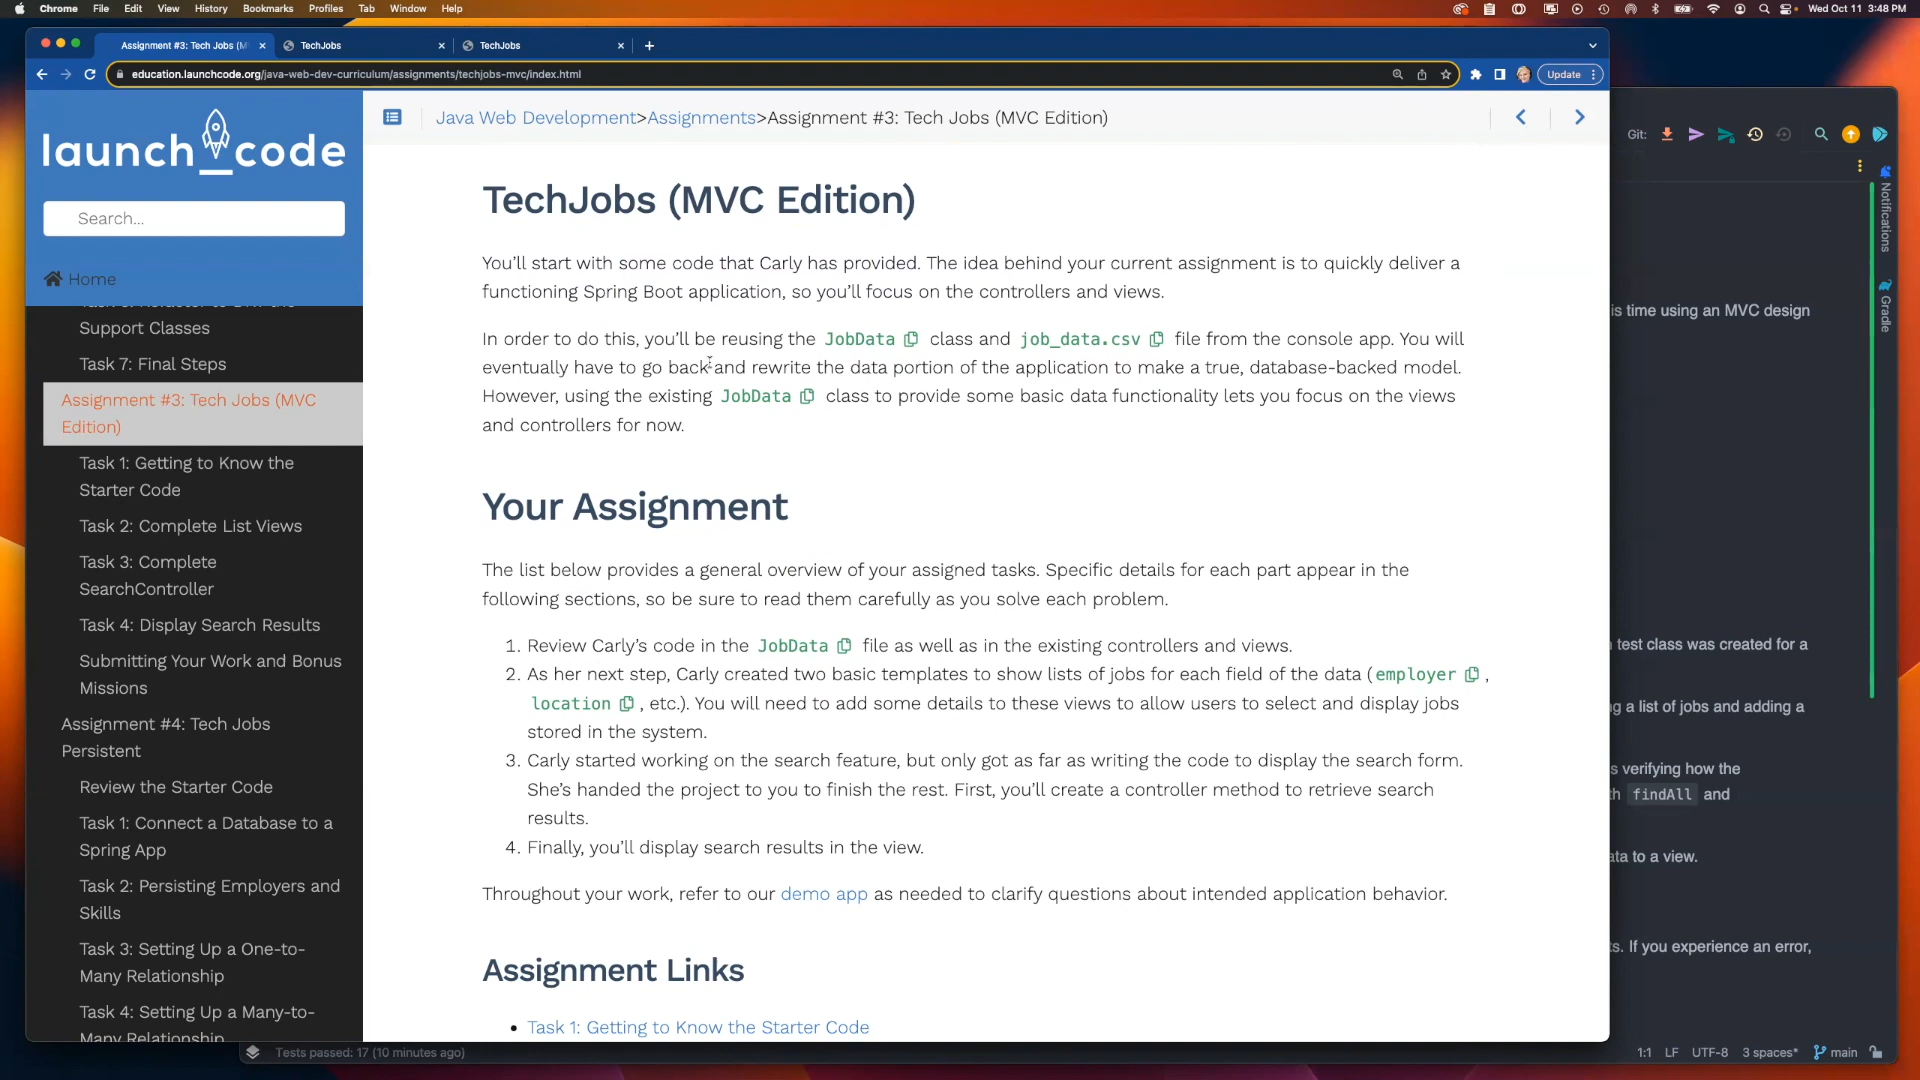 Chrome File Edit View History Bookmarks Profiles Tab Window Help Wed Oct 11 3:48 PM
Assignment #3: Tech Jobs (M TechJobs TechJobs
education.launchcode.org/java-web-dev-curriculum/assignments/techjobs-mvc/index.html Update
launch_code
Search...
Home
Support Classes
Task 7: Final Steps
Assignment #3: Tech Jobs (MVC
Edition)
Task 1: Getting to Know the
Starter Code
Task 2: Complete List Views
Task 3: Complete
SearchController
Task 4: Display Search Results
Submitting Your Work and Bonus
Missions
Assignment #4: Tech Jobs
Persistent
Review the Starter Code
Task 1: Connect a Database to a
Spring App
Task 2: Persisting Employers and
Skills
Task 3: Setting Up a One-to-
Many Relationship
Task 4: Setting Up a Many-to-
Many Relationship
Java Web Development>Assignments>Assignment #3: Tech Jobs (MVC Edition)
TechJobs (MVC Edition)
You'll start with some code that Carly has provided. The idea behind your current assignment is to quickly deliver a
functioning Spring Boot application, so you'll focus on the controllers and views.
In order to do this, you'll be reusing the JobData class and job_data.csv file from the console app. You will
eventually have to go back and rewrite the data portion of the application to make a true, database-backed model.
However, using the existing JobData class to provide some basic data functionality lets you focus on the views
and controllers for now.
Your Assignment
The list below provides a general overview of your assigned tasks. Specific details for each part appear in the
following sections, so be sure to read them carefully as you solve each problem.
1. Review Carly's code in the JobData file as well as in the existing controllers and views.
2. As her next step, Carly created two basic templates to show lists of jobs for each field of the data (employer ,
location , etc.). You will need to add some details to these views to allow users to select and display jobs
stored in the system.
3. Carly started working on the search feature, but only got as far as writing the code to display the search form.
She's handed the project to you to finish the rest. First, you'll create a controller method to retrieve search
results.
4. Finally, you'll display search results in the view.
Throughout your work, refer to our demo app as needed to clarify questions about intended application behavior.
Assignment Links
Task 1: Getting to Know the Starter Code
Git:
Notifications
Gradle
is time using an MVC design
test class was created for a
g a list of jobs and adding a
s verifying how the
th findAll and
ata to a view.
s. If you experience an error,
Tests passed: 17 (10 minutes ago) 1:1 LF UTF-8 3 spaces* main